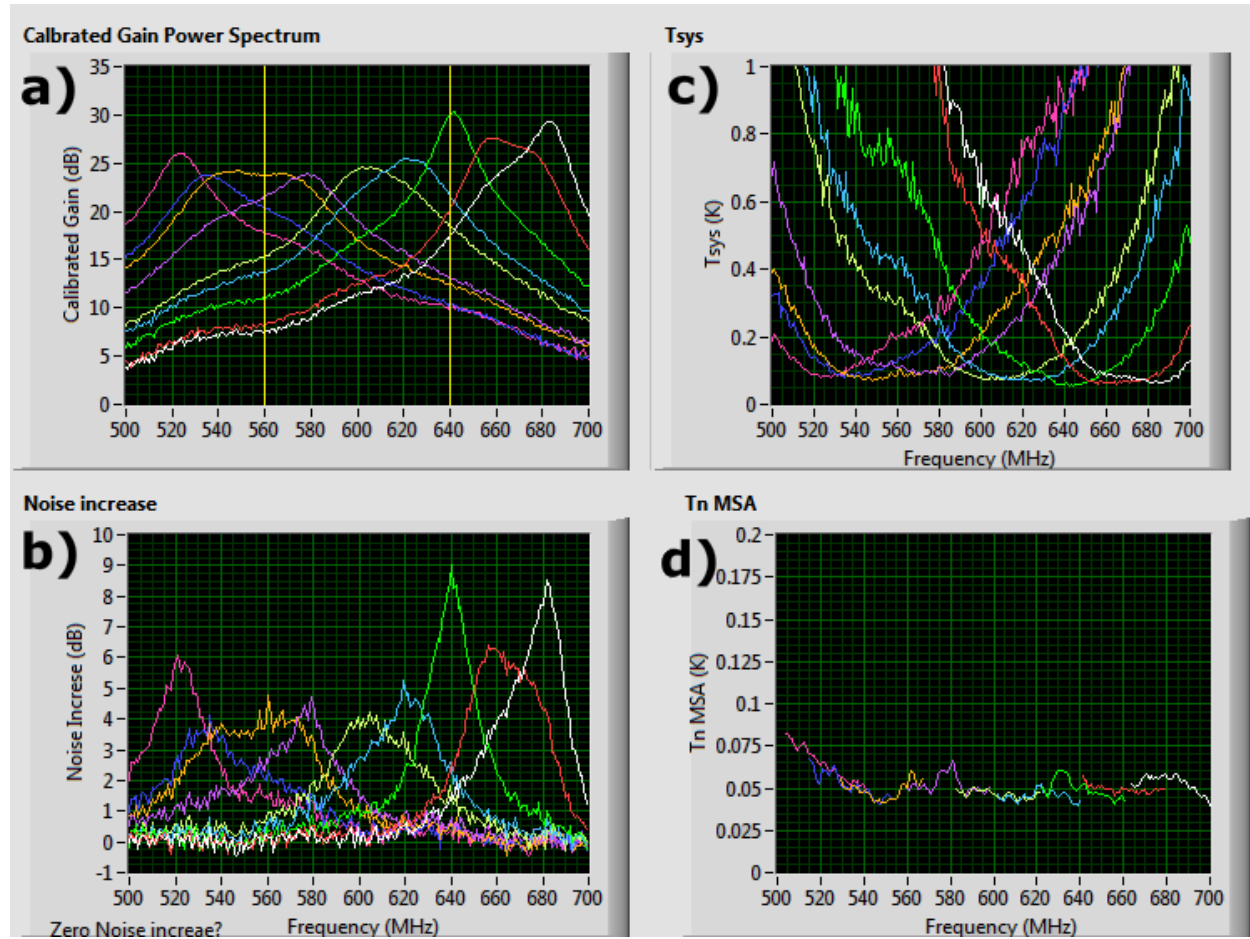 Calbrated Gain Power Spectrum
a)
Calibrated Gain (dB)
35
30
25
20
15
10
5
0
500 520 540 560 580 600 620 640 660 680 700
Frequency (MHz)
Tsys
c)
Tsys (K)
1
0.8
0.6
0.4
0.2
0
500 520 540 560 580 600 620 640 660 680 700
Frequency (MHz)
Noise increase
b)
Noise Increse (dB)
10
9
8
7
6
5
4
3
2
1
0
-1
500 520 540 560 580 600 620 640 660 680 700
Zero Noise increae? Frequency (MHz)
Tn MSA
d)
Tn MSA (K)
0.2
0.175
0.15
0.125
0.1
0.075
0.05
0.025
0
500 520 540 560 580 600 620 640 660 680 700
Frequency (MHz)